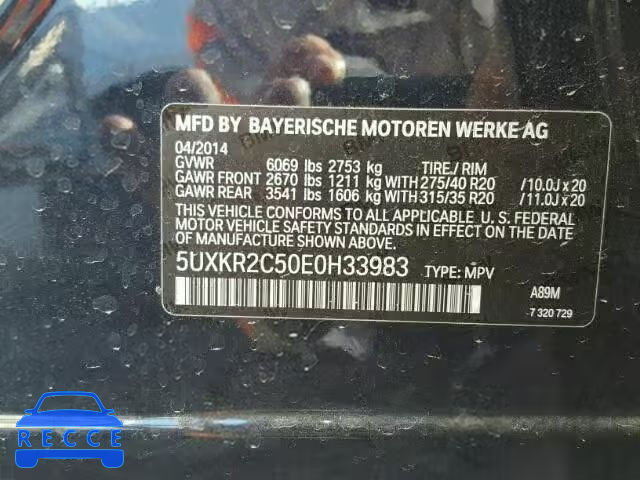 MFD BY BAYERISCHE MOTOREN WERKE AG
04/2014
GVWR 6069 lbs 2753 kg TIRE./ RIM
GAWR FRONT 2670 lbs 1211 kg WITH 275/40 R20 /10.0J x 20
GAWR REAR 3541 lbs 1606 kg WITH 315/35 R20 /11.0J x 20
THIS VEHICLE CONFORMS TO ALL APPLICABLE U. S. FEDERAL
MOTOR VEHICLE SAFETY STANDARDS IN EFFECT ON THE DATE
OF MANUFACTURE SHOWN ABOVE.
5UXKR2C50E0H33983 TYPE: MPV
A89M
7 320 729
RECCE